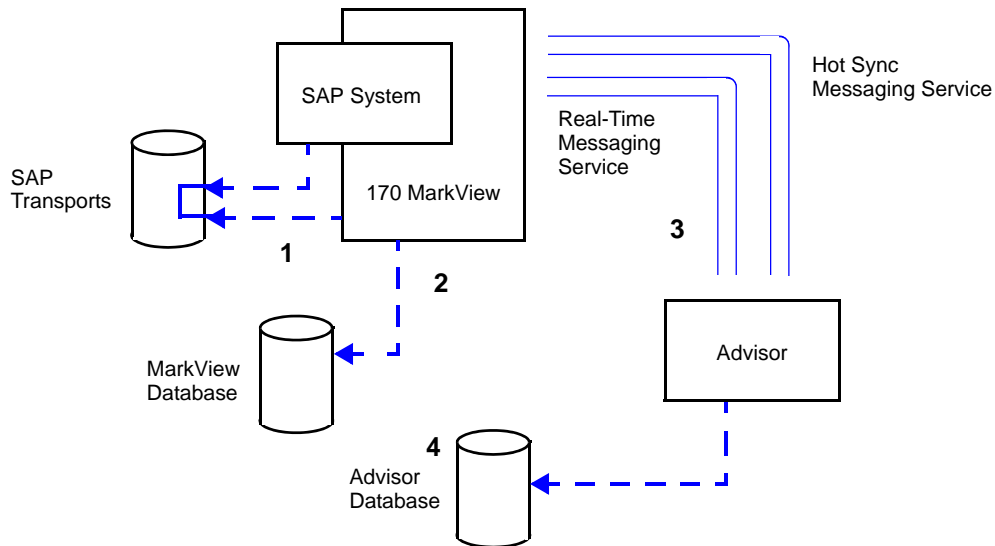 SAP System
Hot Sync
Messaging Service
Real-Time
Messaging
Service
SAP
Transports
170 MarkView
1
2
3
MarkView
Database
Advisor
4
Advisor
Database